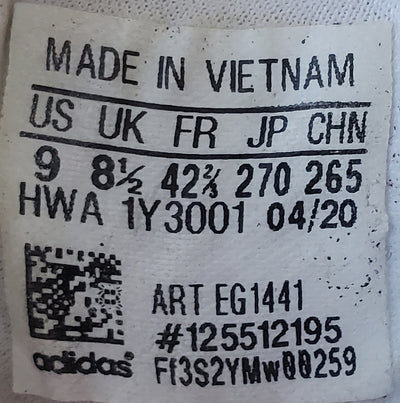 MADE IN VIETNAM
US UK FR JP CHN
9 8½ 42⅔ 270 265
HWA 1Y3001 04/20
ART EG1441
#125512195
adidas Ff3S2YMw00259